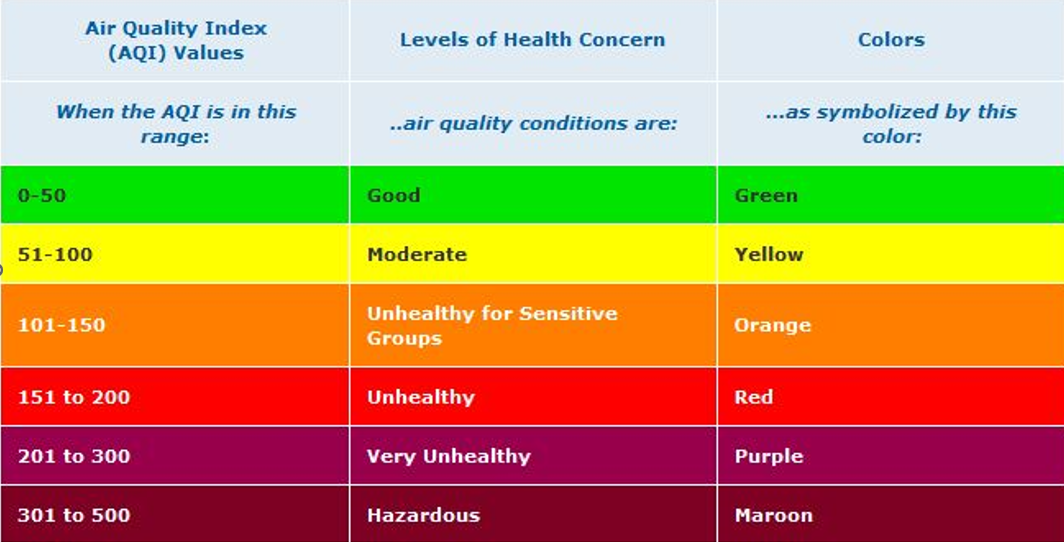 Air Quality Index
(AQI) Values
Levels of Health Concern
Colors
When the AQI is in this
range:
..air quality conditions are:
...as symbolized by this
color:
0-50
Good
Green
51-100
Moderate
Yellow
101-150
Unhealthy for Sensitive
Groups
Orange
151 to 200
Unhealthy
Red
201 to 300
Very Unhealthy
Purple
301 to 500
Hazardous
Maroon